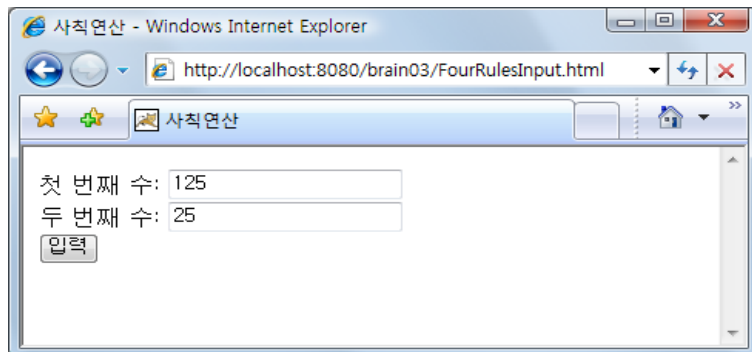 사칙연산 - Windows Internet Explorer
http://localhost:8080/brain03/FourRulesInput.html
사칙연산
첫 번째 수: 125
두 번째 수: 25
입력